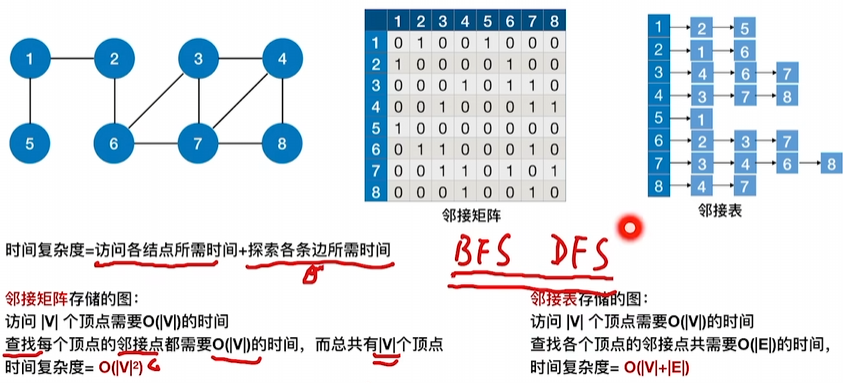 1 2 3 4
5 6 7 8
1 2 3 4 5 6 7 8
1 0 1 0 0 1 0 0 0
2 1 0 0 0 0 1 0 0
3 0 0 0 1 0 1 1 0
4 0 0 1 0 0 0 1 1
5 1 0 0 0 0 0 0 0
6 0 1 1 0 0 0 1 0
7 0 0 1 1 0 1 0 1
8 0 0 0 1 0 0 1 0
邻接矩阵
1 2 5
2 1 6
3 4 6 7
4 3 7 8
5 1
6 2 3 7
7 3 4 6 8
8 4 7
邻接表
时间复杂度=访问各结点所需时间+探索各条边所需时间
BFS DFS
邻接矩阵存储的图：
访问 |V| 个顶点需要O(|V|)的时间
查找每个顶点的邻接点都需要O(|V|)的时间，而总共有|V|个顶点
时间复杂度= O(|V|²)
邻接表存储的图：
访问 |V| 个顶点需要O(|V|)的时间
查找各个顶点的邻接点共需要O(|E|)的时间，
时间复杂度= O(|V|+|E|)